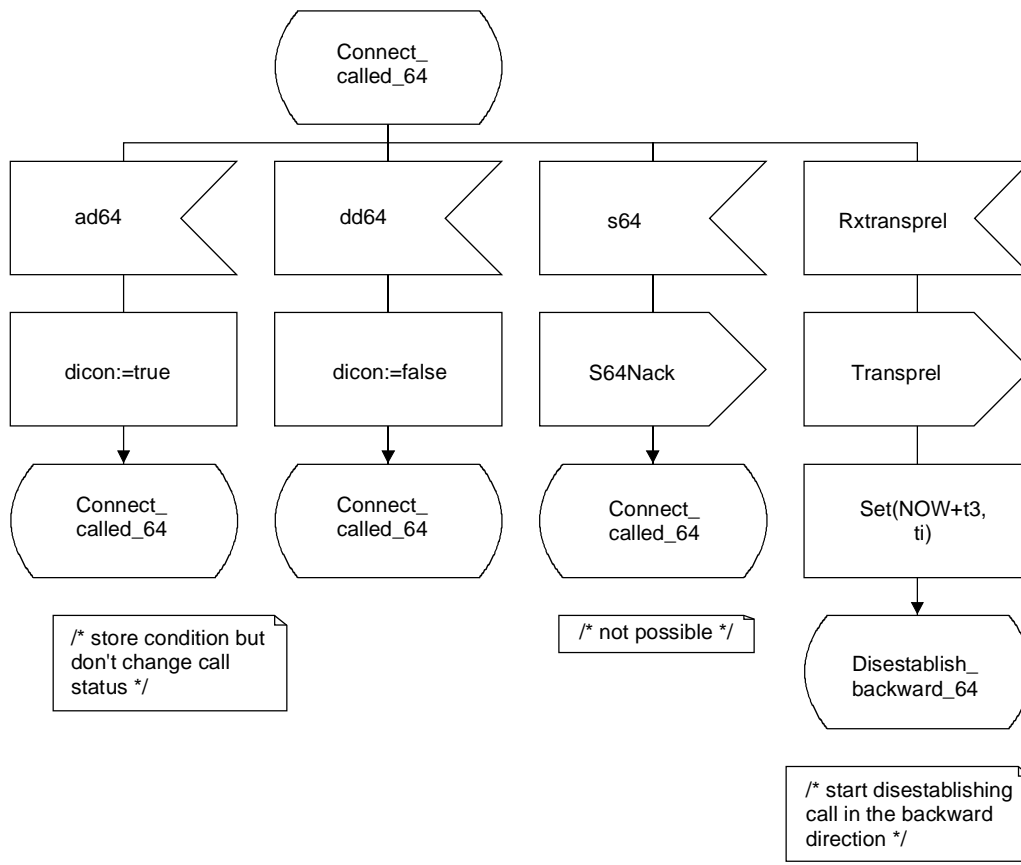 Connect_
called_64
ad64
dd64
s64
Rxtransprel
dicon:=true
dicon:=false
S64Nack
Transprel
Connect_
called_64
Connect_
called_64
Connect_
called_64
Set(NOW+t3,
ti)
/* store condition but
don't change call
status */
/* not possible */
Disestablish_
backward_64
/* start disestablishing
call in the backward
direction */